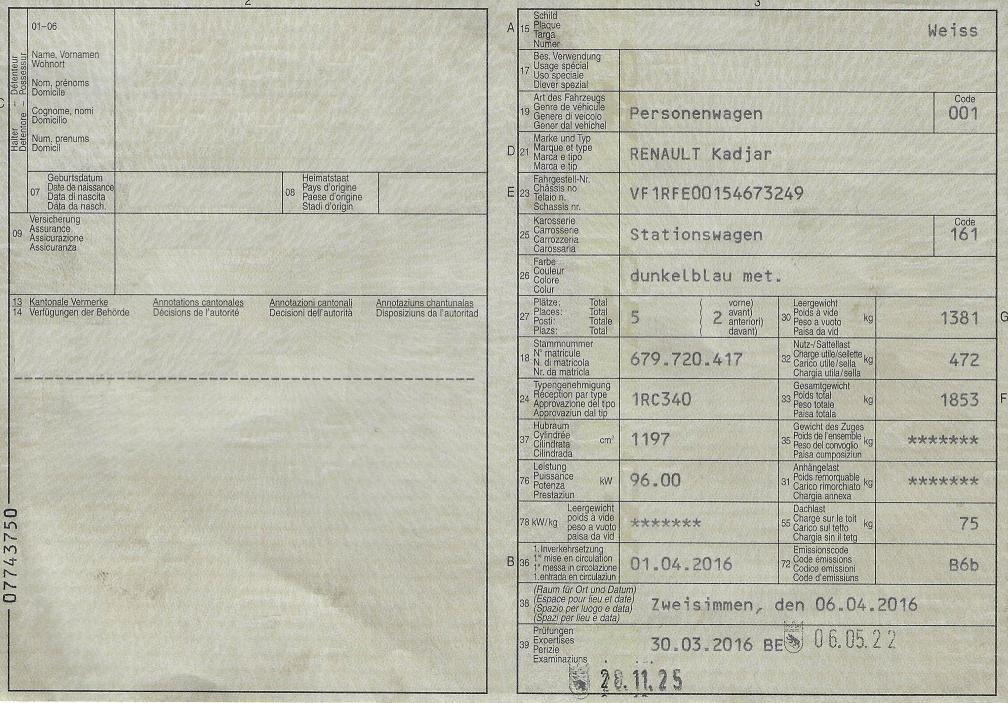 2
01-06
Halter - Détenteur
Detentore - Possessur
Name, Vornamen
Wohnort
Nom, prénoms
Domicile
Cognome, nomi
Domicilio
Num, prenums
Domicil
07
Geburtsdatum
Date de naissance
Data di nascita
Data da nasch.
08
Heimatstaat
Pays d'origine
Paese d'origine
Stadi d'origin
09
Versicherung
Assurance
Assicurazione
Assicuranza
13 Kantonale Vermerke Annotations cantonales Annotazioni cantonali Annotaziuns chantunalas
14 Verfügungen der Behörde Décisions de l'autorité Decisioni dell'autorità Disposiziuns da l'autoritad
07743750
3
A 15
Schild
Plaque
Targa
Numer
Weiss
17
Bes. Verwendung
Usage spécial
Uso speciale
Diever spezial
19
Art des Fahrzeugs
Genre de véhicule
Genere di veicolo
Gener dal vehichel
Personenwagen
Code
001
D 21
Marke und Typ
Marque et type
Marca e tipo
Marca e tip
RENAULT Kadjar
E 23
Fahrgestell-Nr.
Châssis no
Telaio n.
Schassis nr.
VF1RFE00154673249
25
Karosserie
Carrosserie
Carrozzeria
Carossaria
Stationswagen
Code
161
26
Farbe
Couleur
Colore
Colur
dunkelblau met.
27
Plätze: Total
Places: Total
Posti: Totale
Plazs: Total
5
( vorne)
( 2 avant)
( anteriori)
( davant)
30
Leergewicht
Poids à vide
Peso a vuoto
Paisa da vid
kg
1381
G
18
Stammnummer
N° matricule
N. di matricola
Nr. da matricla
679.720.417
32
Nutz-/Sattellast
Charge utile/sellette
Carico utile/sella
Chargia utila/sella
kg
472
24
Typengenehmigung
Réception par type
Approvazione del tipo
Approvaziun dal tip
1RC340
33
Gesamtgewicht
Poids total
Peso totale
Paisa totala
kg
1853
F
37
Hubraum
Cylindrée
Cilindrata
Cilindrada
cm³
1197
35
Gewicht des Zuges
Poids de l'ensemble
Peso del convoglio
Paisa cumposiziun
kg
*******
76
Leistung
Puissance
Potenza
Prestaziun
kW
96.00
31
Anhängelast
Poids remorquable
Carico rimorchiato
Chargia annexa
kg
*******
78 kW/kg
Leergewicht
poids à vide
peso a vuoto
paisa da vid
*******
55
Dachlast
Charge sur le toit
Carico sul tetto
Chargia sin il tetg
kg
75
B 36
1. Inverkehrsetzung
1re mise en circulation
1a messa in circolazione
1. entrada en circulaziun
01.04.2016
72
Emissionscode
Code émissions
Codice emissioni
Code d'emissiuns
B6b
38
(Raum für Ort und Datum)
(Espace pour lieu et date)
(Spazio per luogo e data)
(Spazi per lieu e data)
Zweisimmen, den 06.04.2016
39
Prüfungen
Expertises
Perizie
Examinaziuns
30.03.2016 BE
06.05.22
28.11.25